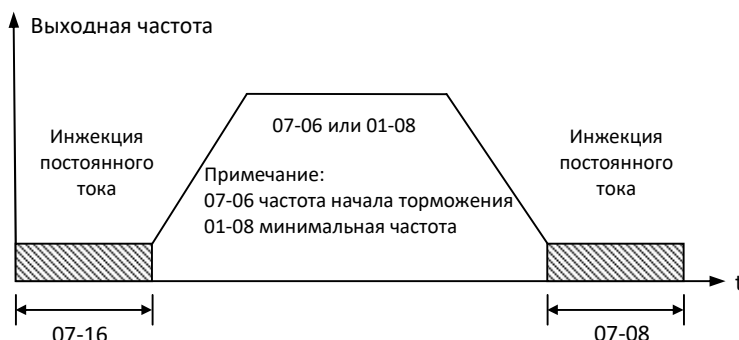 Выходная частота
Инжекция
постоянного
тока
07-06 или 01-08
Примечание:
07-06 частота начала торможения
01-08 минимальная частота
Инжекция
постоянного
тока
t
07-16
07-08